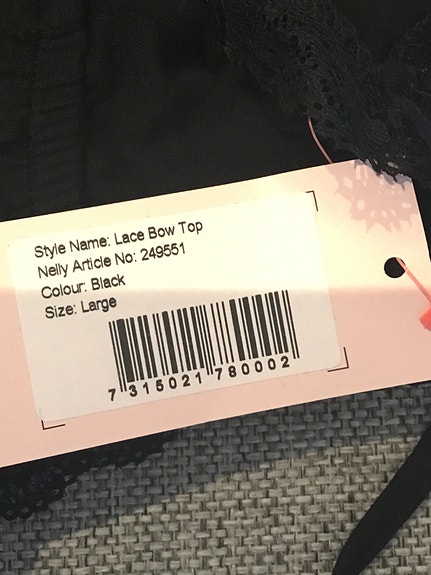 Style Name: Lace Bow Top
Nelly Article No: 249551
Colour: Black
Size: Large
7 315021 780002